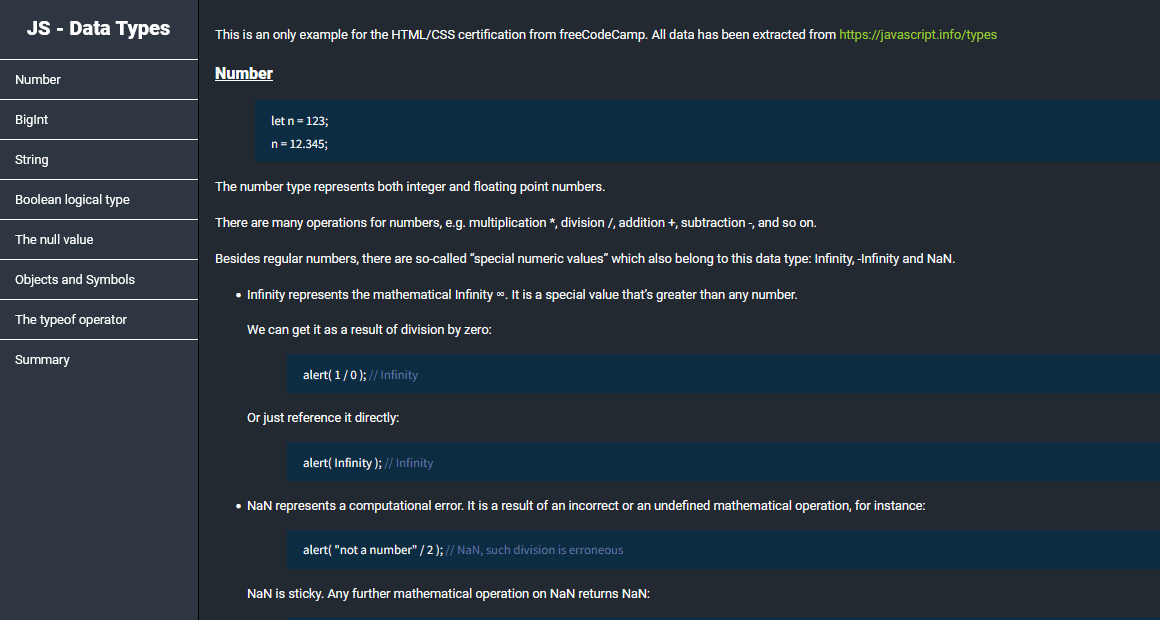 JS - Data Types
Number
BigInt
String
Boolean logical type
The null value
Objects and Symbols
The typeof operator
Summary
This is an only example for the HTML/CSS certification from freeCodeCamp. All data has been extracted from https://javascript.info/types
Number
let n = 123;
n = 12.345;
The number type represents both integer and floating point numbers.
There are many operations for numbers, e.g. multiplication *, division /, addition +, subtraction -, and so on.
Besides regular numbers, there are so-called “special numeric values” which also belong to this data type: Infinity, -Infinity and NaN.
• Infinity represents the mathematical Infinity ∞. It is a special value that’s greater than any number.
We can get it as a result of division by zero:
alert( 1 / 0 ); // Infinity
Or just reference it directly:
alert( Infinity ); // Infinity
• NaN represents a computational error. It is a result of an incorrect or an undefined mathematical operation, for instance:
alert( "not a number" / 2 ); // NaN, such division is erroneous
NaN is sticky. Any further mathematical operation on NaN returns NaN: